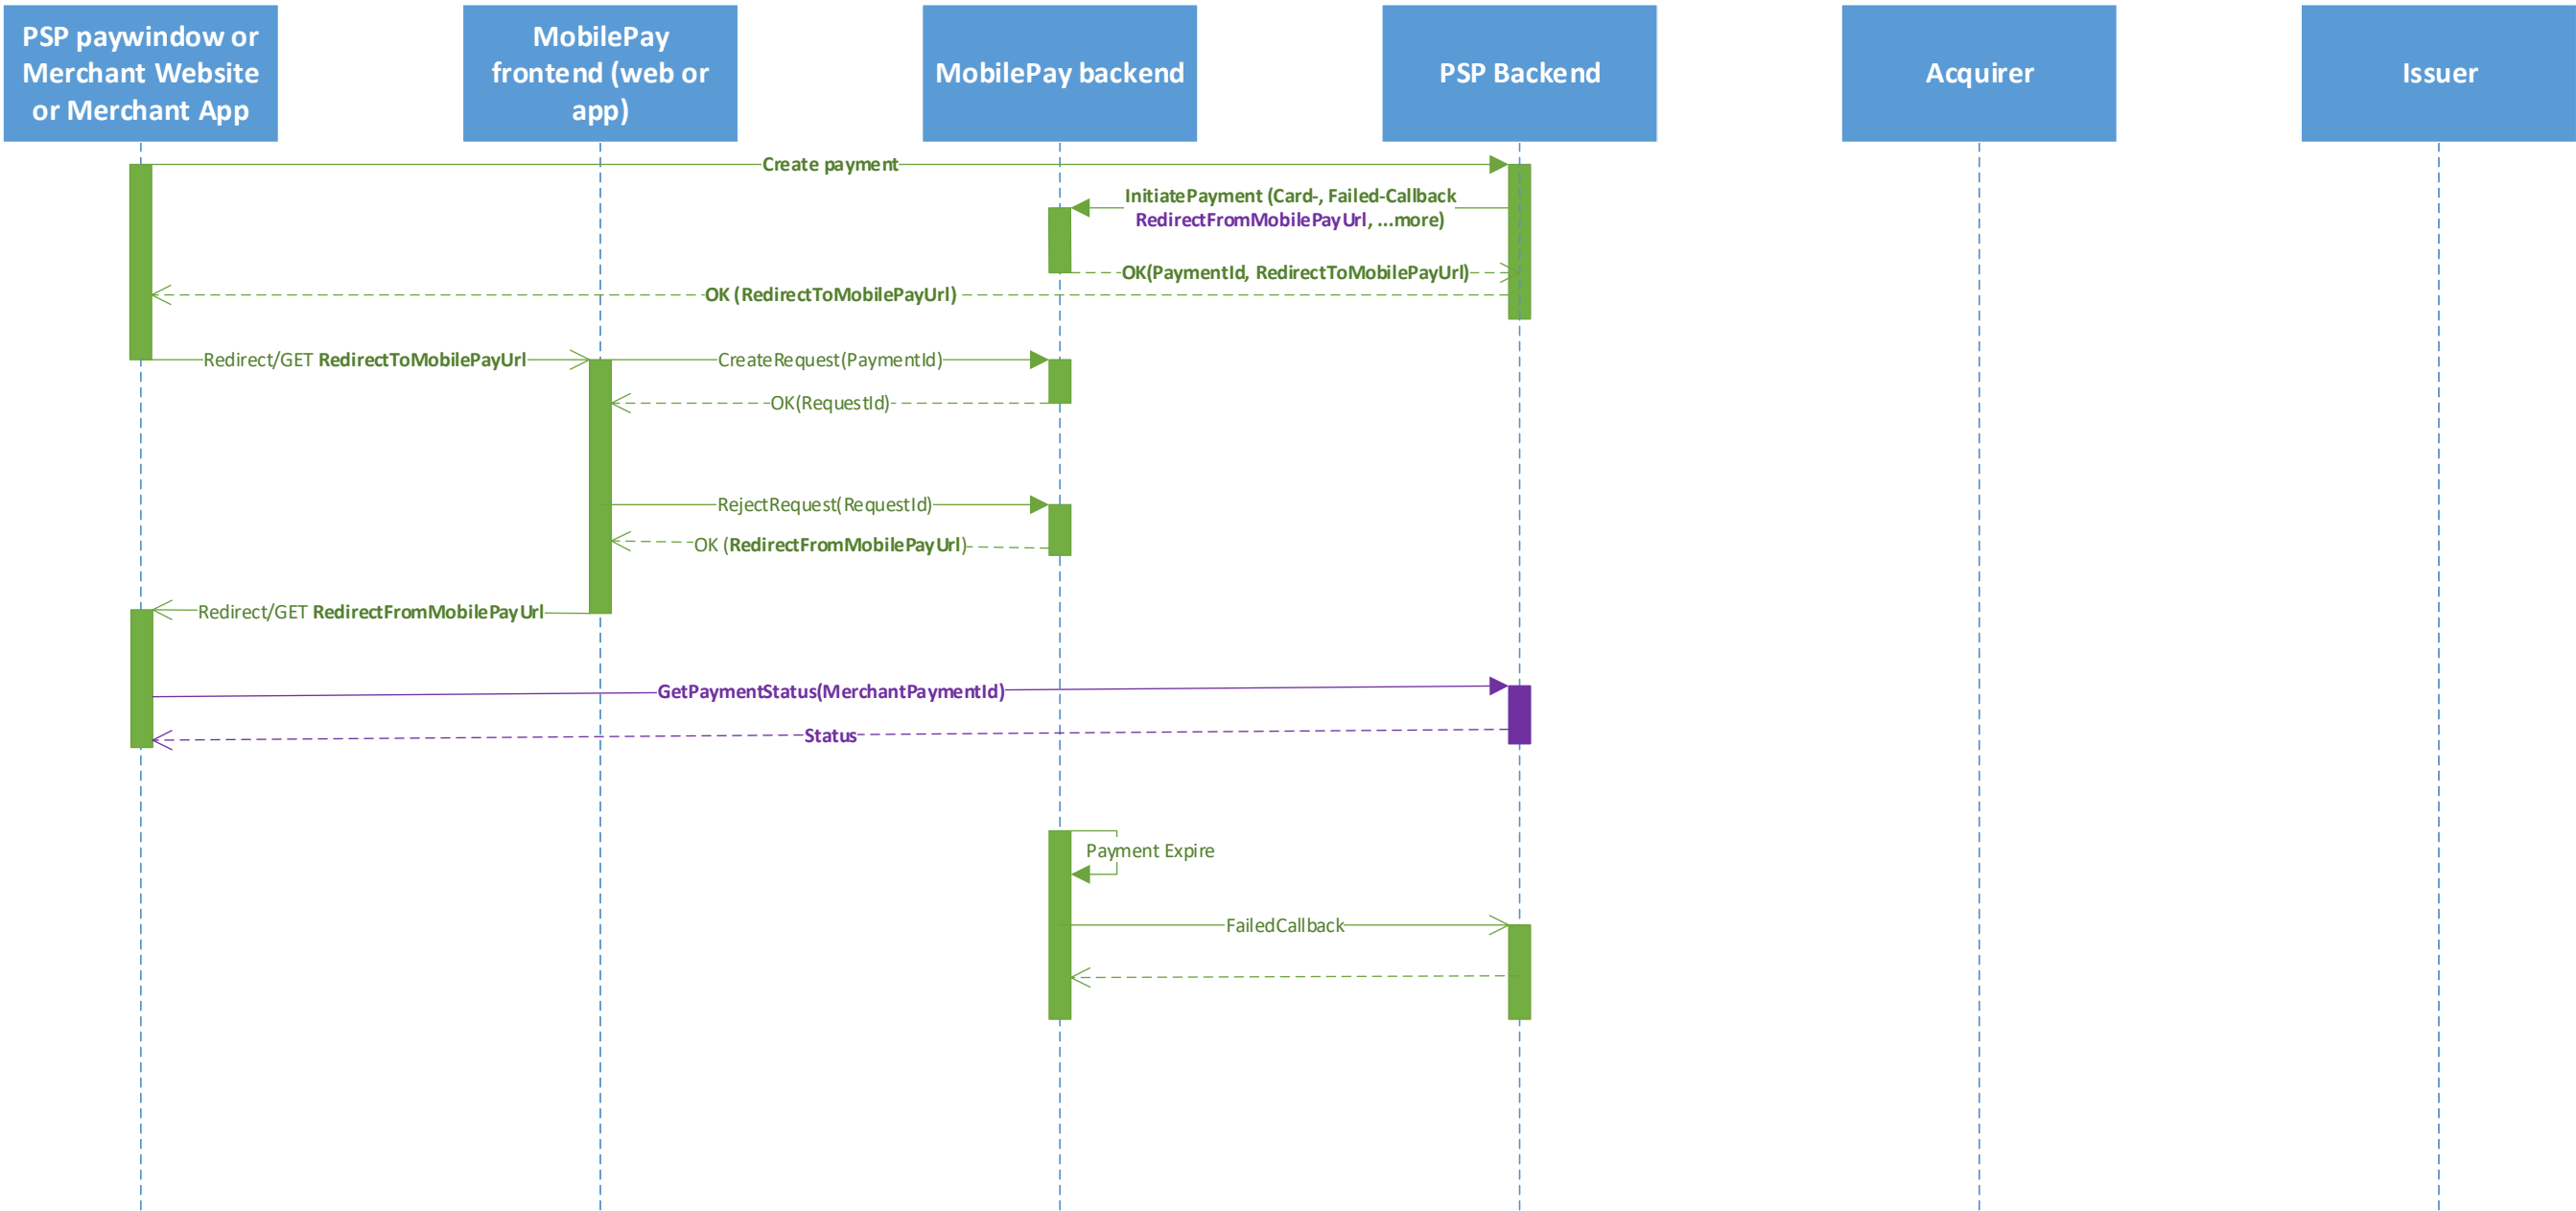 PSP paywindow or
Merchant Website
or Merchant App
MobilePay
frontend (web or
app)
MobilePay backend
PSP Backend
Acquirer
Issuer
Create payment
InitiatePayment (Card-, Failed-Callback
RedirectFromMobilePayUrl, ...more)
OK(PaymentId, RedirectToMobilePayUrl)
OK (RedirectToMobilePayUrl)
Redirect/GET RedirectToMobilePayUrl
CreateRequest(PaymentId)
OK(RequestId)
RejectRequest(RequestId)
OK (RedirectFromMobilePayUrl)
Redirect/GET RedirectFromMobilePayUrl
GetPaymentStatus(MerchantPaymentId)
Status
Payment Expire
FailedCallback